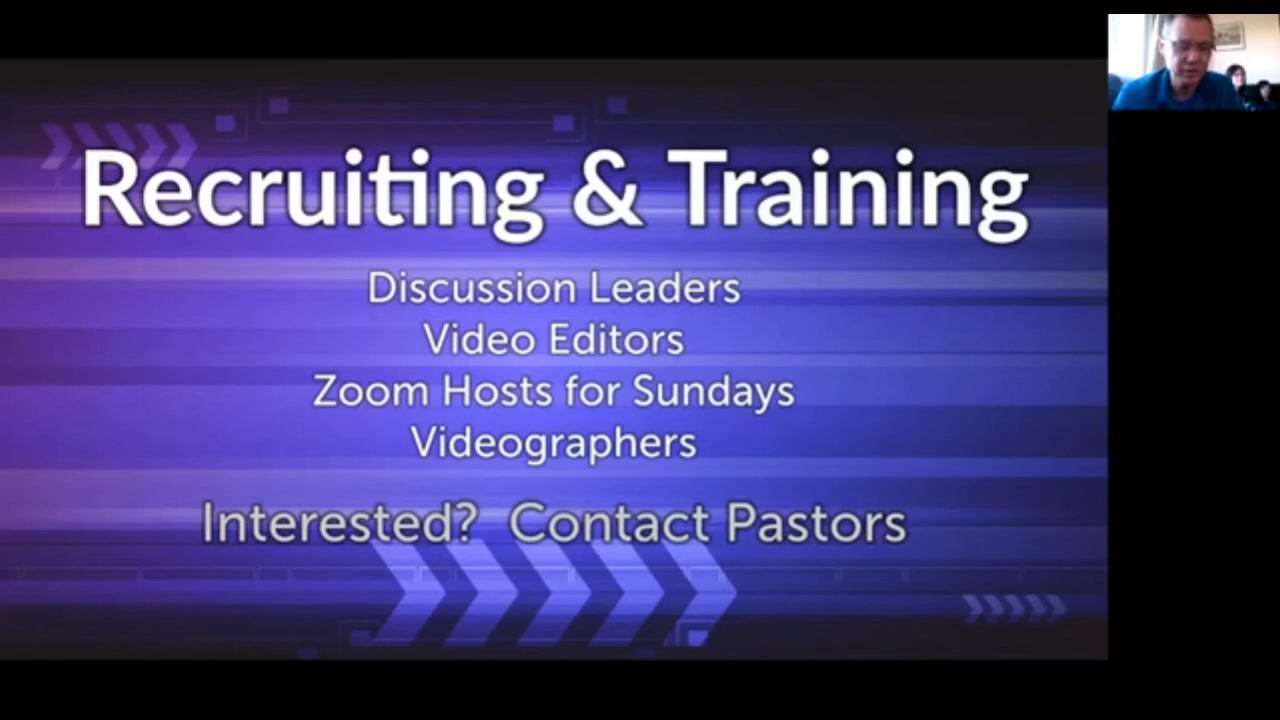 Recruiting & Training
Discussion Leaders
Video Editors
Zoom Hosts for Sundays
Videographers
Interested? Contact Pastors